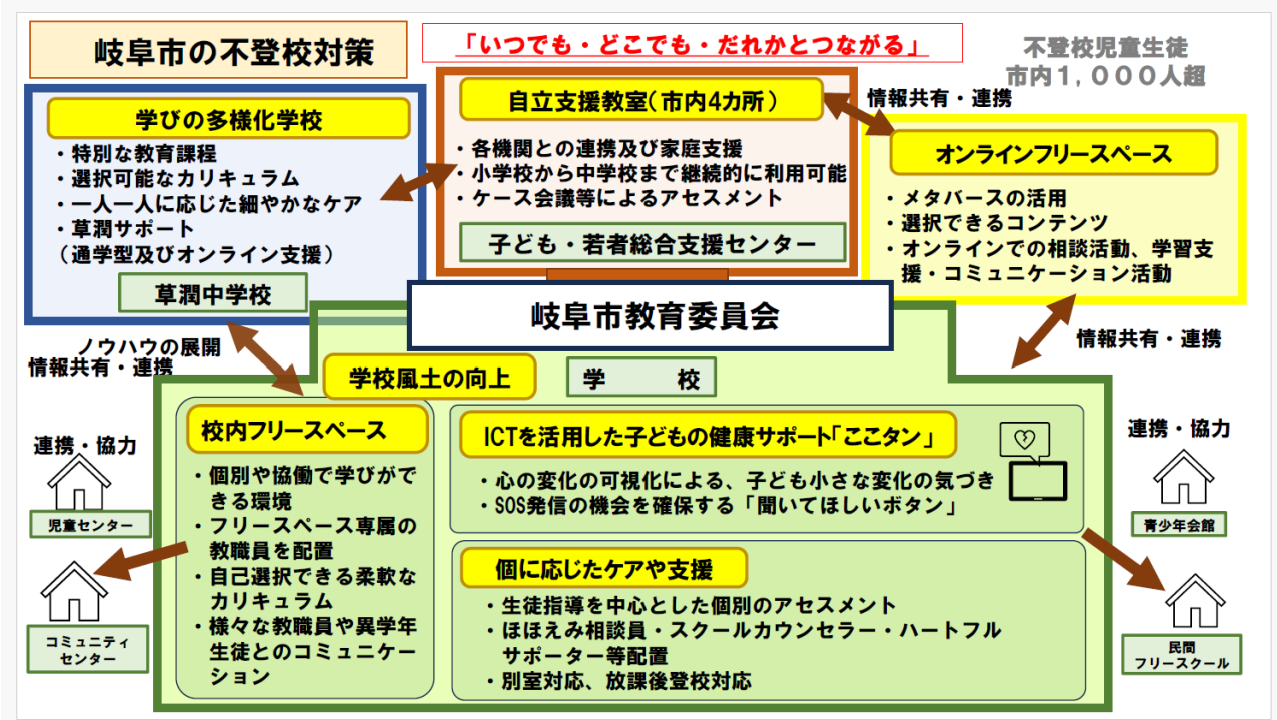 岐阜市の不登校対策
「いつでも・どこでも・だれかとつながる」
不登校児童生徒
市内1,000人超
学びの多様化学校
・特別な教育課程
・選択可能なカリキュラム
・一人一人に応じた細やかなケア
・草潤サポート
（通学型及びオンライン支援）
草潤中学校
自立支援教室（市内4カ所）
・各機関との連携及び家庭支援
・小学校から中学校まで継続的に利用可能
・ケース会議等によるアセスメント
子ども・若者総合支援センター
情報共有・連携
オンラインフリースペース
・メタバースの活用
・選択できるコンテンツ
・オンラインでの相談活動、学習支
援・コミュニケーション活動
岐阜市教育委員会
ノウハウの展開
情報共有・連携
情報共有・連携
学校風土の向上
学　校
校内フリースペース
・個別や協働で学びがで
きる環境
・フリースペース専属の
教職員を配置
・自己選択できる柔軟な
カリキュラム
・様々な教職員や異学年
生徒とのコミュニケー
ション
ICTを活用した子どもの健康サポート「ここタン」
・心の変化の可視化による、子ども小さな変化の気づき
・SOS発信の機会を確保する「聞いてほしいボタン」
個に応じたケアや支援
・生徒指導を中心とした個別のアセスメント
・ほほえみ相談員・スクールカウンセラー・ハートフル
サポーター等配置
・別室対応、放課後登校対応
連携・協力
児童センター
コミュニティ
センター
連携・協力
青少年会館
民間
フリースクール